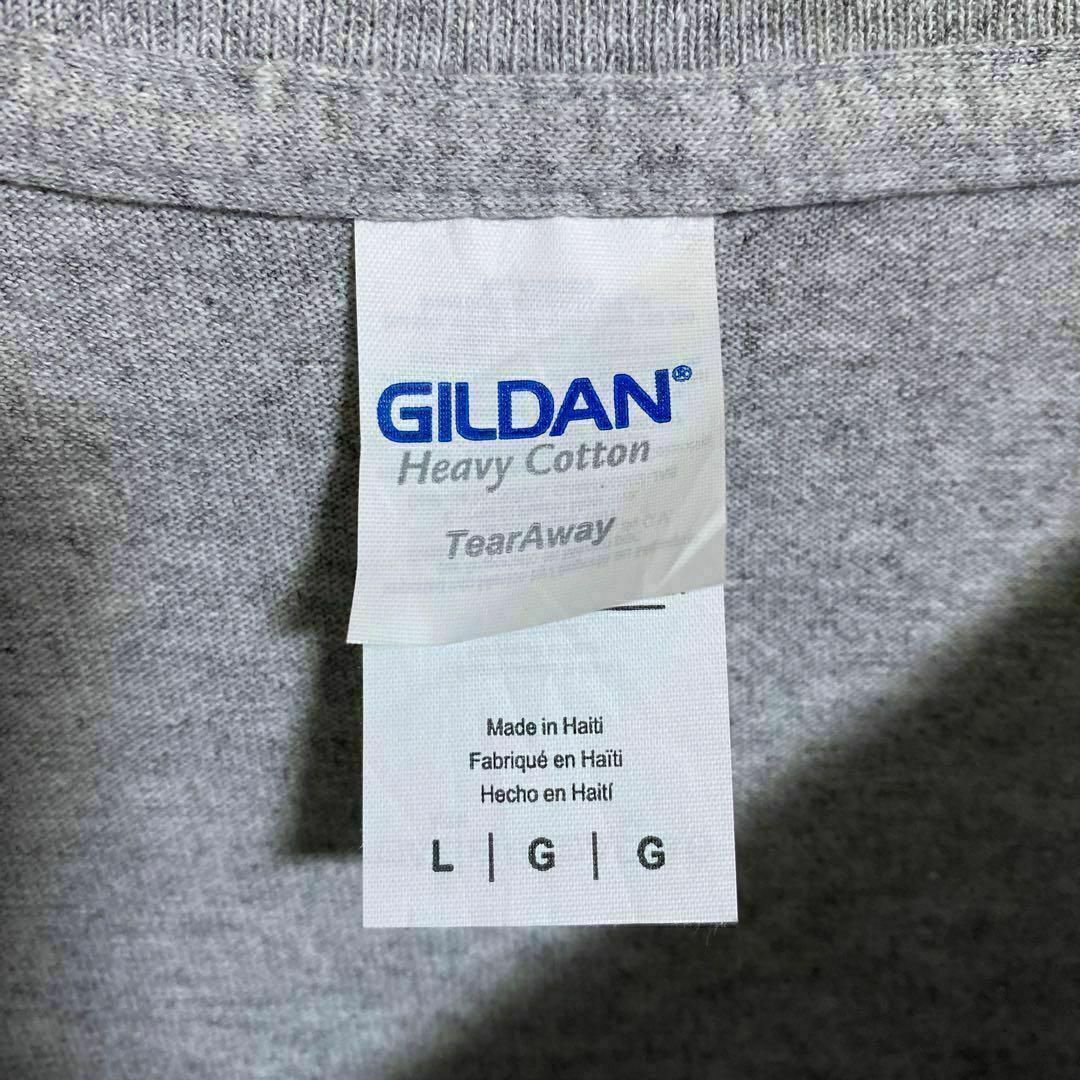 GILDAN®
Heavy Cotton
TearAway
Made in Haiti
Fabriqué en Haïti
Hecho en Haití
L | G | G